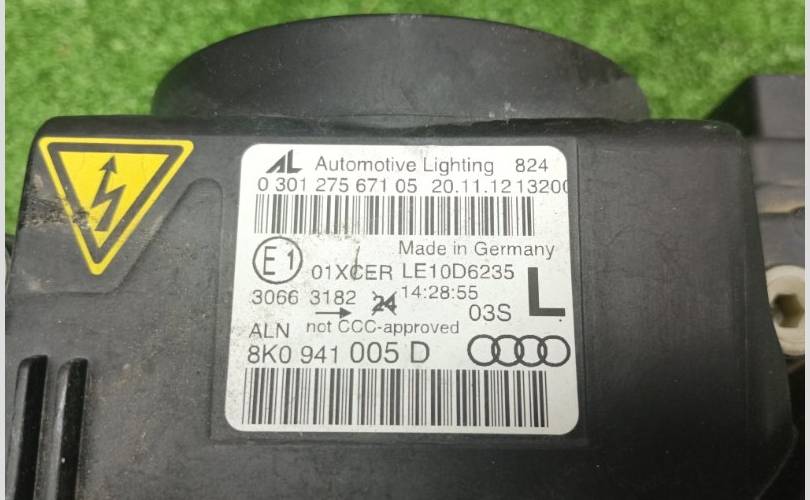 AL Automotive Lighting 824
0 301 275 671 05 20.11.12 13200
Made in Germany
E1 01XCER LE10D6235
3066 3182 24 14:28:55 L
03S
ALN not CCC-approved
8K0 941 005 D